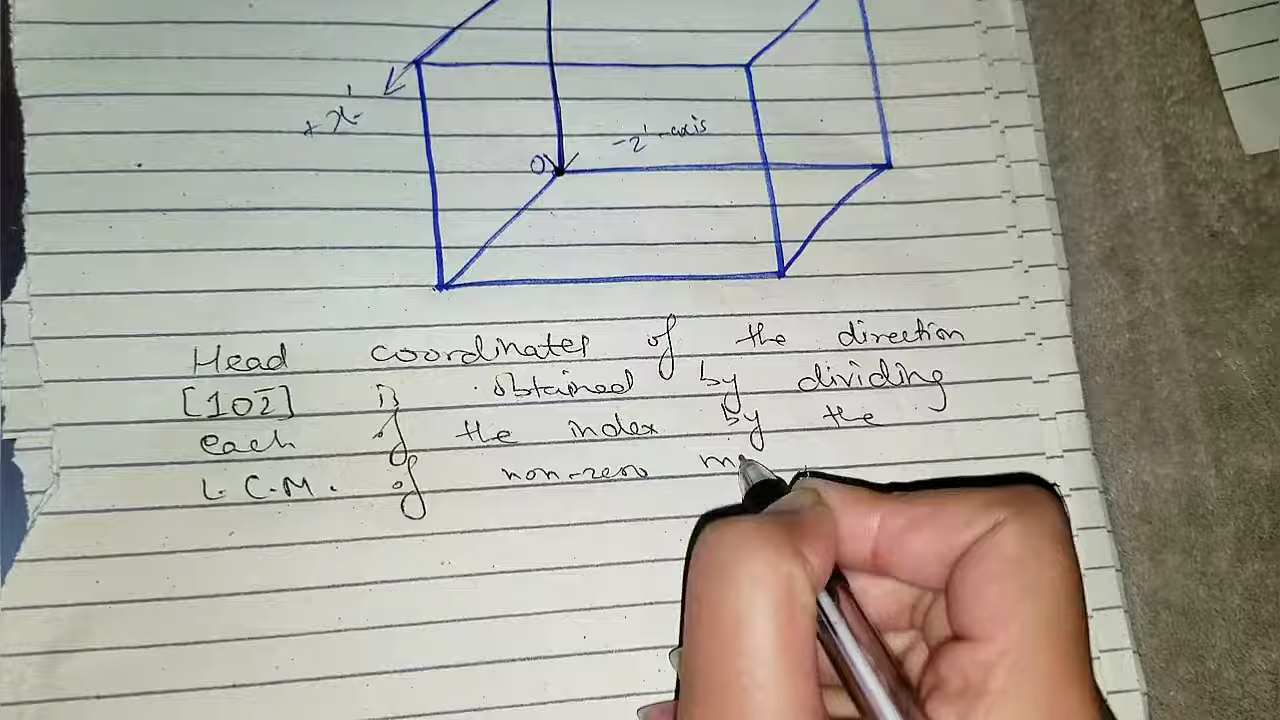 +x'
-z'-axis
O
Head coordinates of the direction
[101̄] is obtained by dividing
each of the index by the
L.C.M. of non-zero